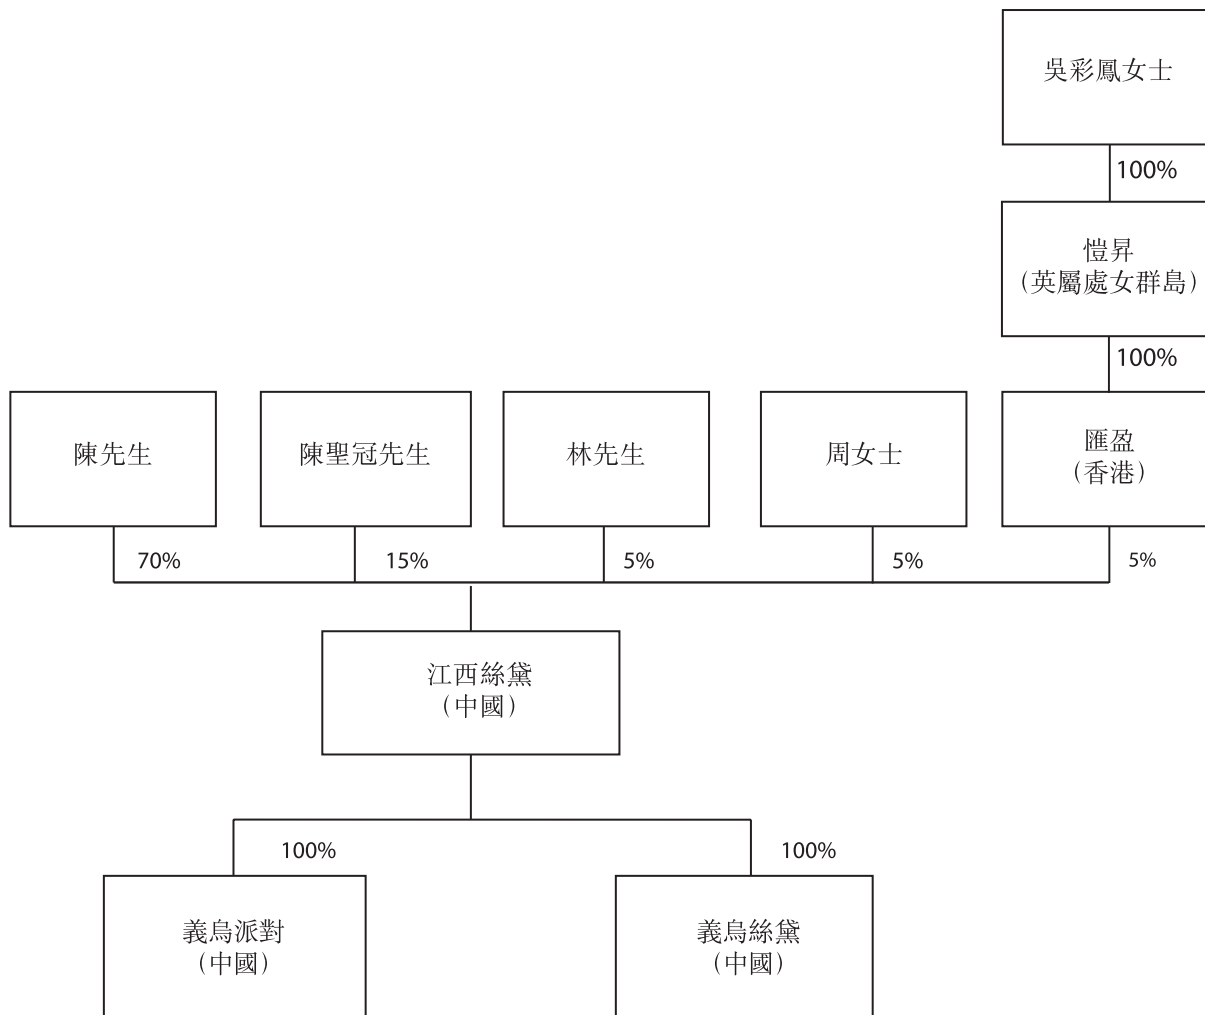 吳彩鳳女士
100%
愷昇
（英屬處女群島）
100%
陳先生
陳聖冠先生
林先生
周女士
匯盈
（香港）
70%
15%
5%
5%
5%
江西絲黛
（中國）
100%
100%
義烏派對
（中國）
義烏絲黛
（中國）